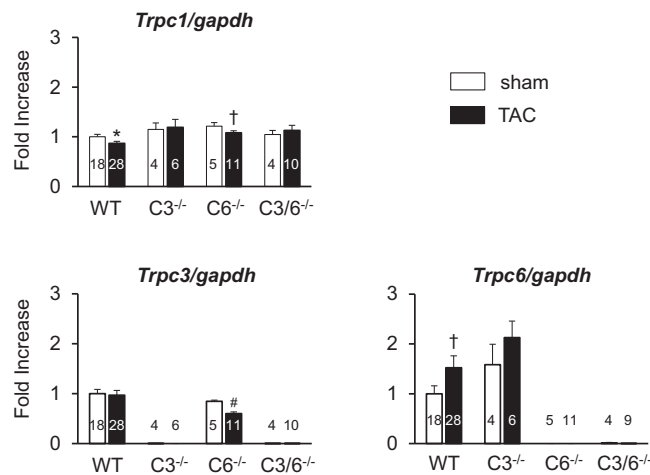 Trpc1/gapdh
3
2
1
0
Fold Increase
*
†
18 28 4 6 5 11 4 10
WT C3-/- C6-/- C3/6-/-
sham
TAC
Trpc3/gapdh
3
2
1
0
Fold Increase
#
18 28 4 6 5 11 4 10
WT C3-/- C6-/- C3/6-/-
Trpc6/gapdh
3
2
1
0
†
18 28 4 6 5 11 4 9
WT C3-/- C6-/- C3/6-/-